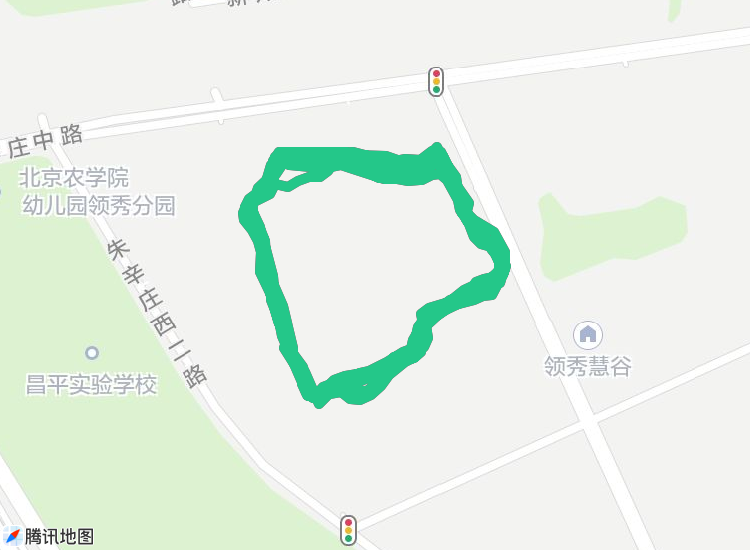 庄中路
北京农学院
幼儿园领秀分园
朱辛庄西二路
昌平实验学校
领秀慧谷
腾讯地图